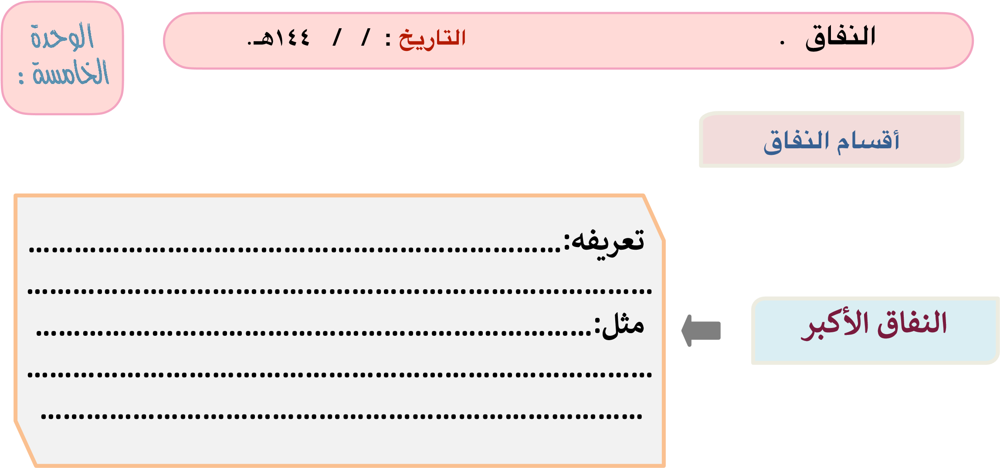 النفاق .
التاريخ : / / ١٤٤هـ.
الوحدة
الخامسة :
أقسام النفاق
النفاق الأكبر
تعريفه:................................................................
................................................................
مثل:................................................................
................................................................
................................................................